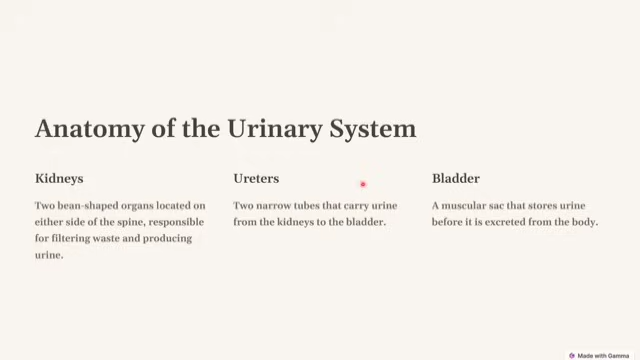 Anatomy of the Urinary System
Kidneys
Two bean-shaped organs located on
either side of the spine, responsible
for filtering waste and producing
urine.
Ureters
Two narrow tubes that carry urine
from the kidneys to the bladder.
Bladder
A muscular sac that stores urine
before it is excreted from the body.
Made with Gamma